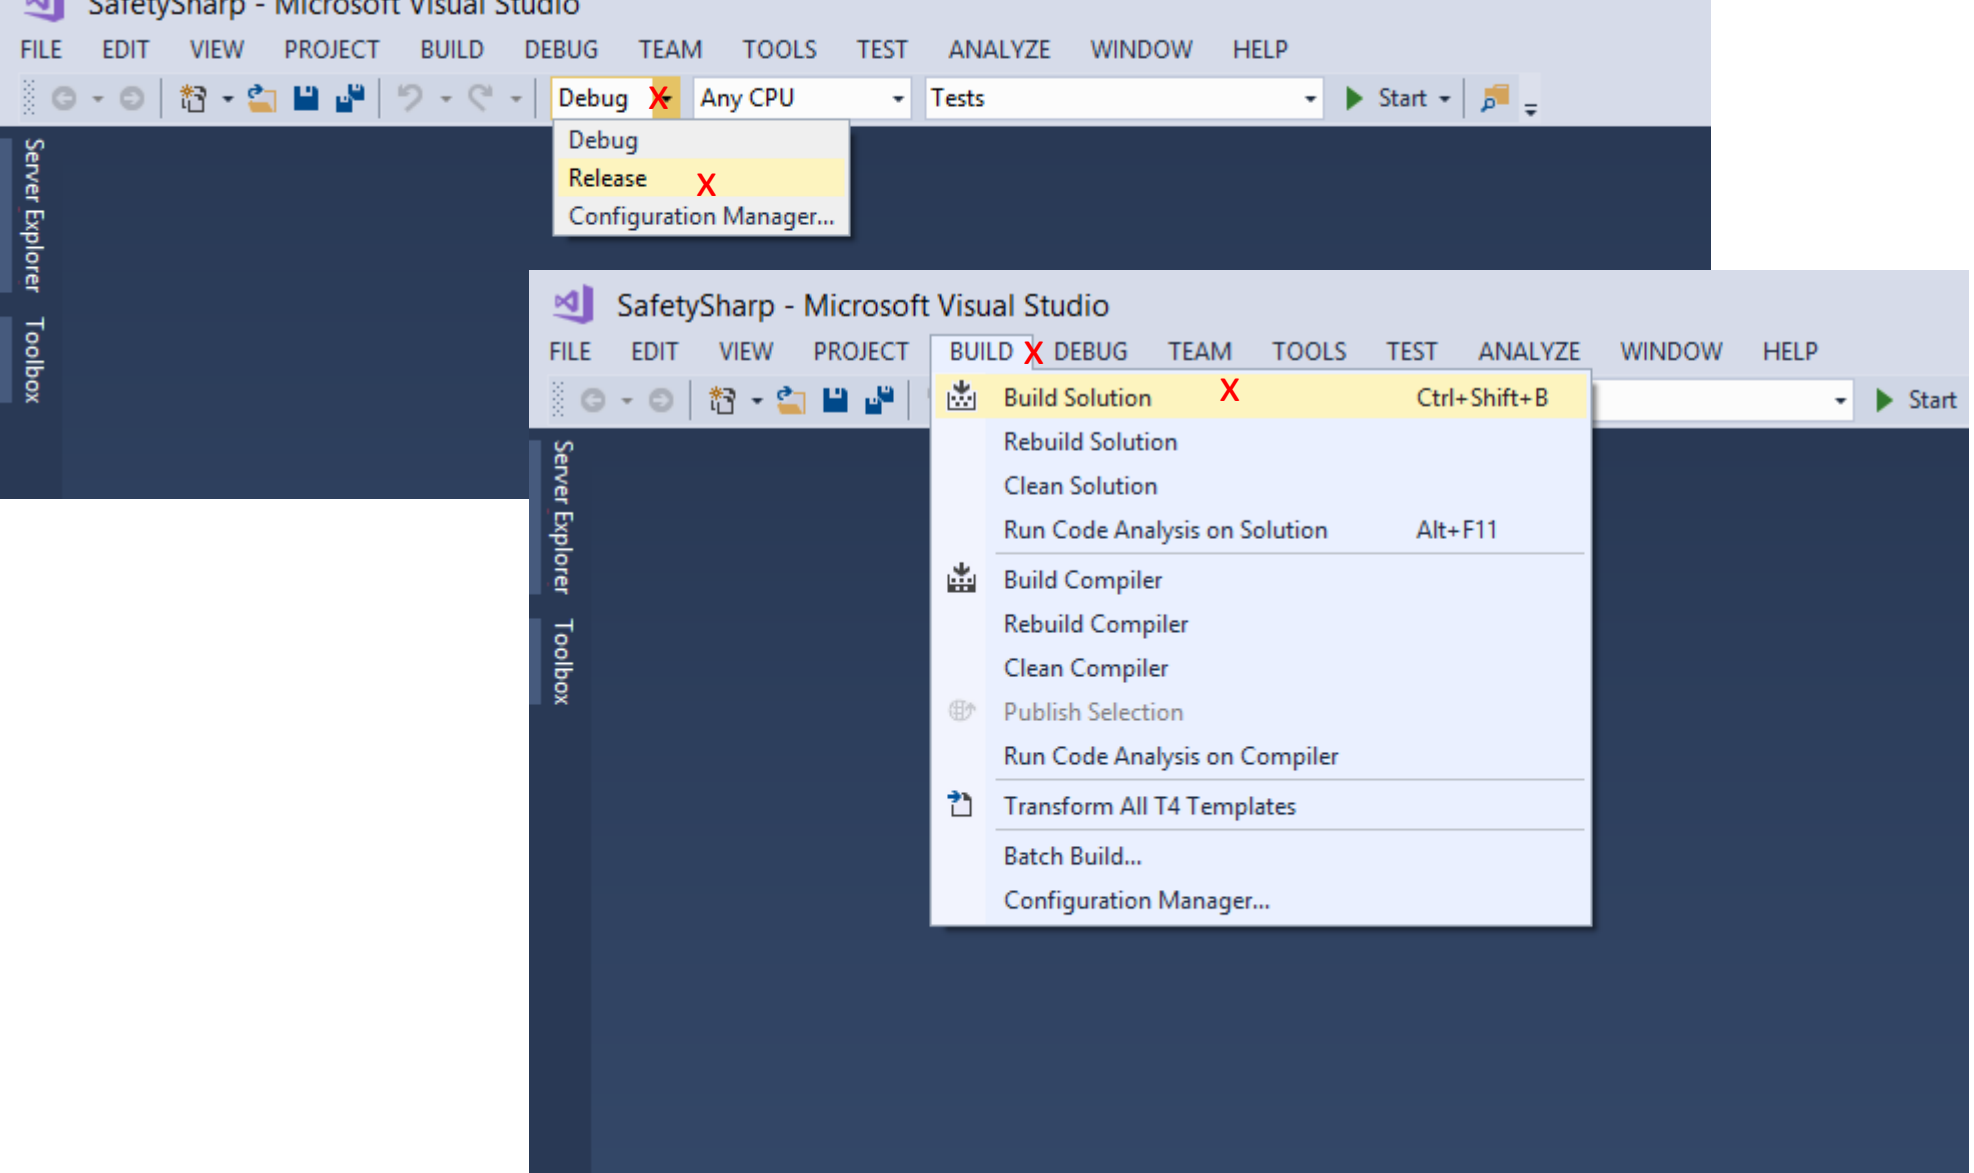 SafetySharp - Microsoft Visual Studio
FILE EDIT VIEW PROJECT BUILD DEBUG TEAM TOOLS TEST ANALYZE WINDOW HELP
Debug X Any CPU Tests Start
Debug
Release X
Configuration Manager...
Server Explorer
Toolbox
SafetySharp - Microsoft Visual Studio
FILE EDIT VIEW PROJECT BUILD X DEBUG TEAM TOOLS TEST ANALYZE WINDOW HELP
Start
Build Solution X Ctrl+Shift+B
Rebuild Solution
Clean Solution
Run Code Analysis on Solution Alt+F11
Build Compiler
Rebuild Compiler
Clean Compiler
Publish Selection
Run Code Analysis on Compiler
Transform All T4 Templates
Batch Build...
Configuration Manager...
Server Explorer
Toolbox